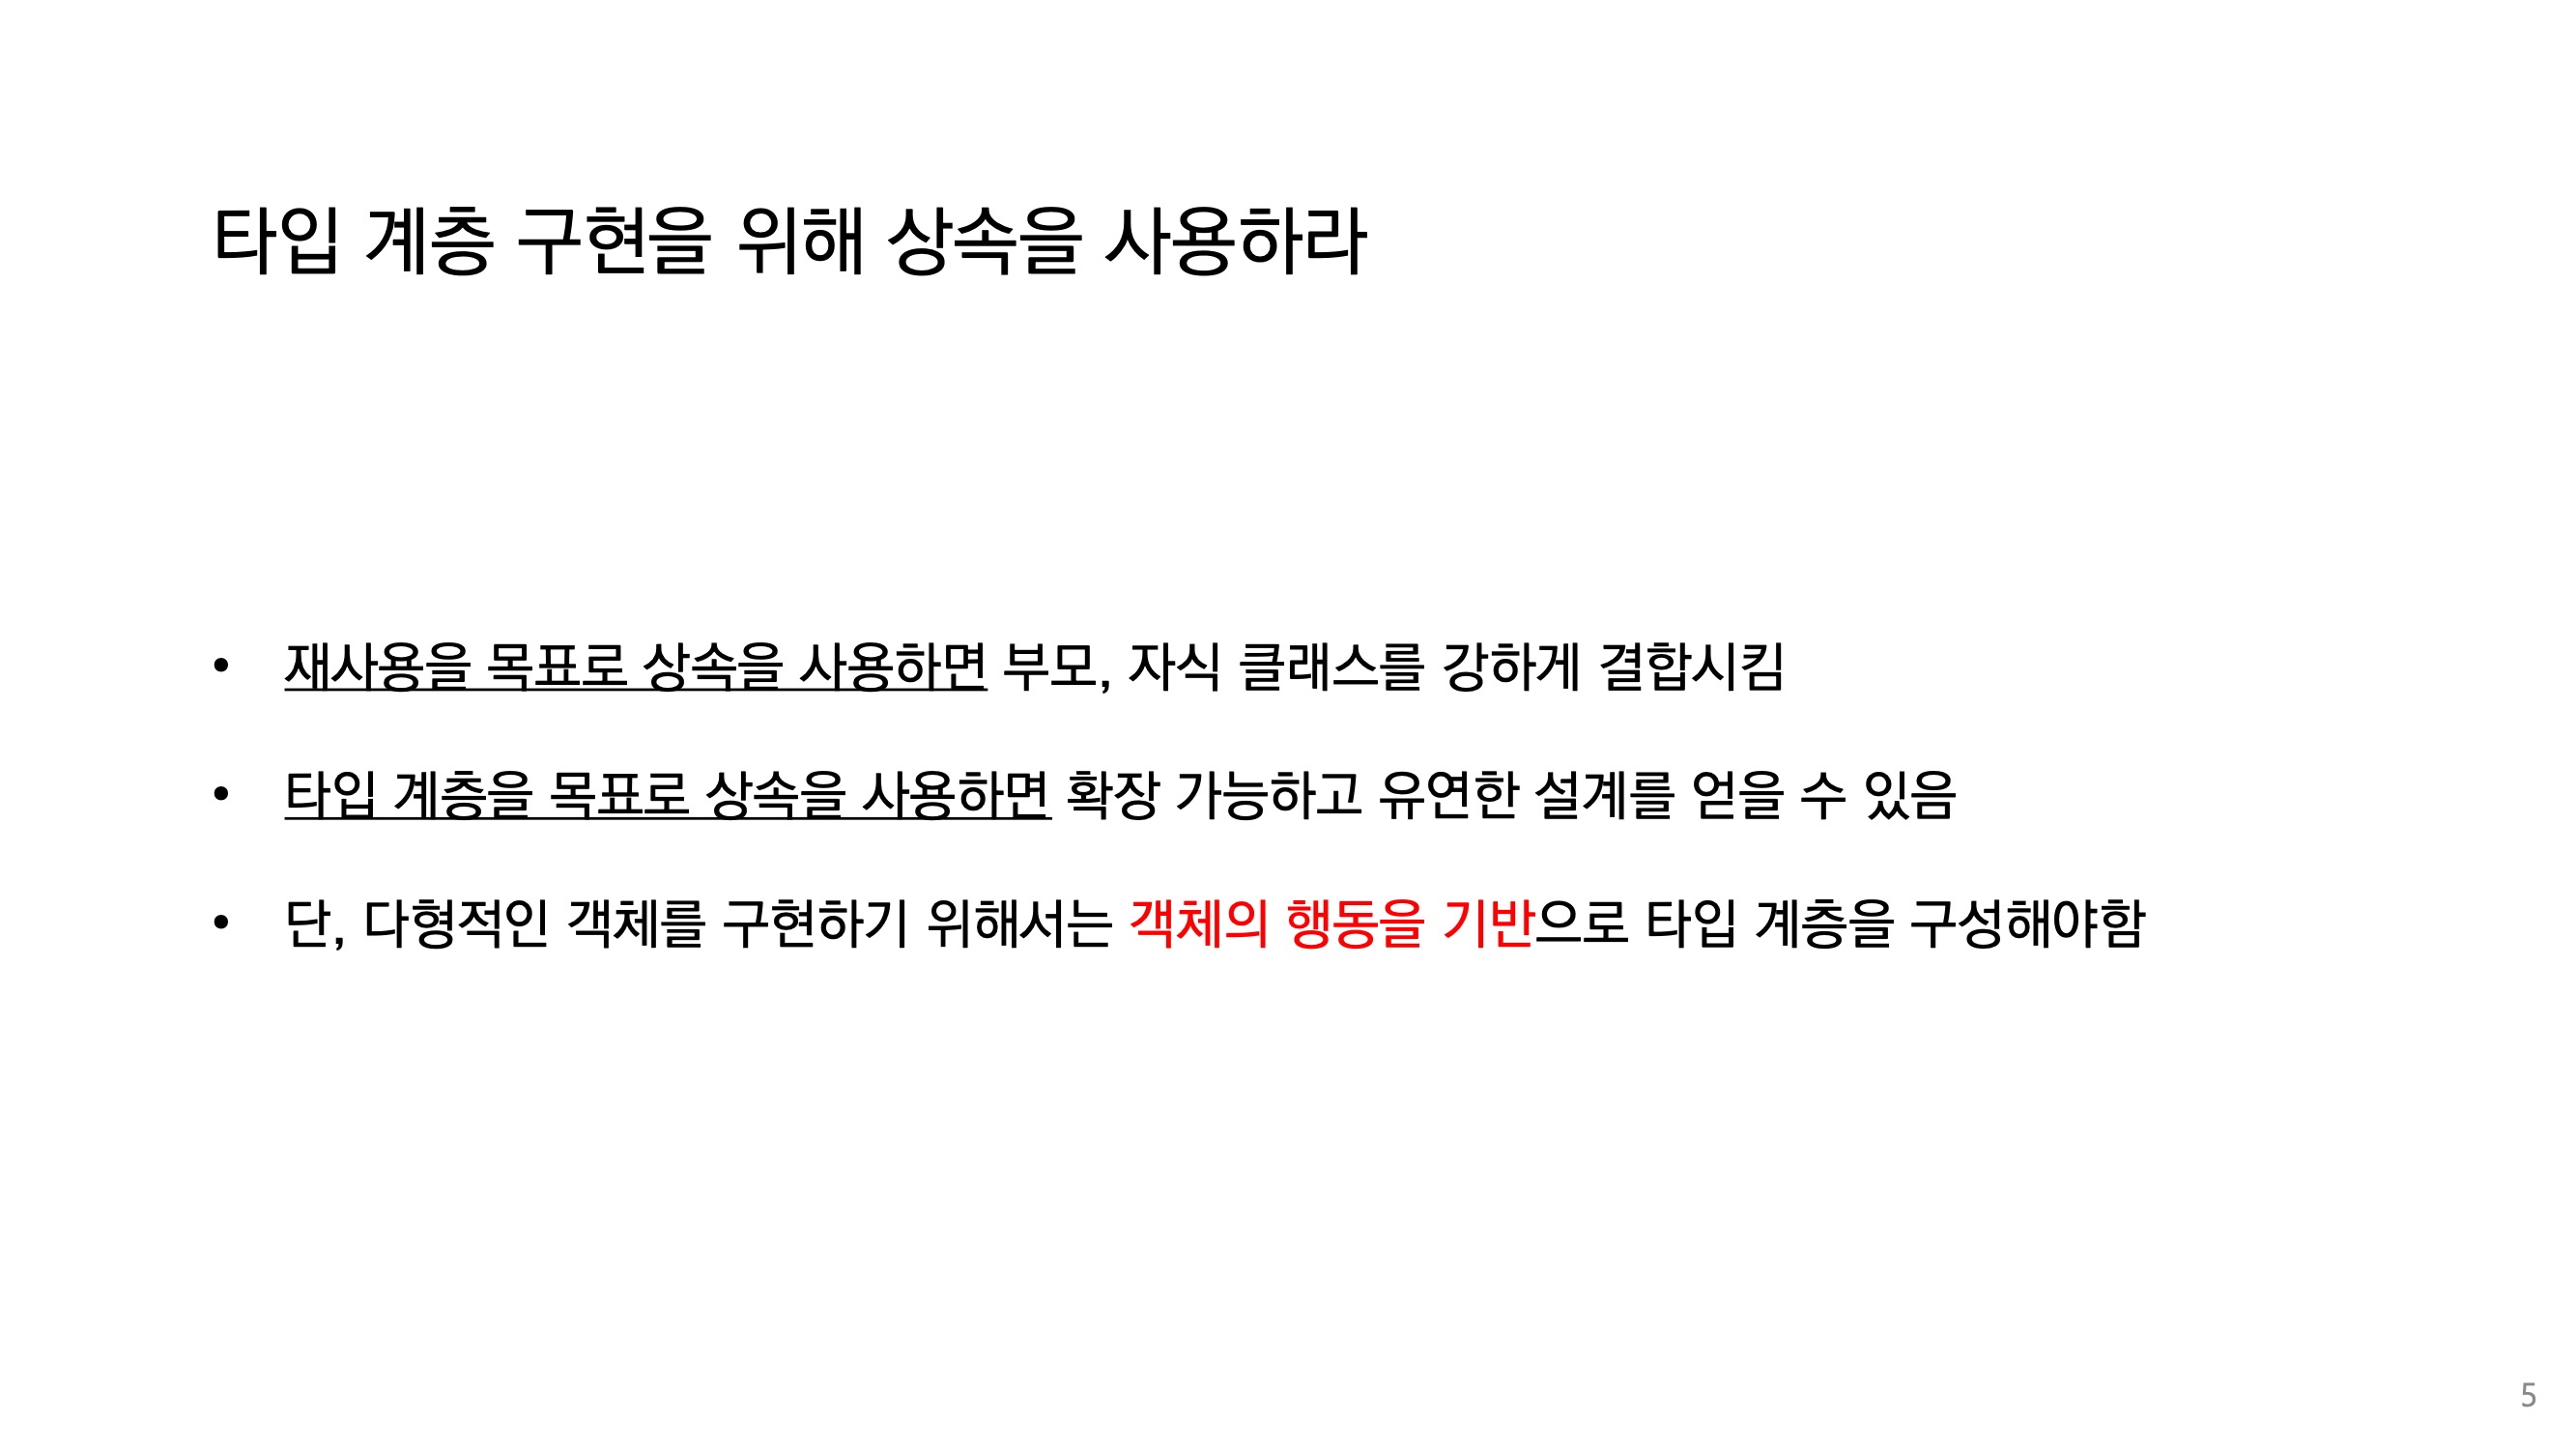 타입 계층 구현을 위해 상속을 사용하라
• 재사용을 목표로 상속을 사용하면 부모, 자식 클래스를 강하게 결합시킴
• 타입 계층을 목표로 상속을 사용하면 확장 가능하고 유연한 설계를 얻을 수 있음
• 단, 다형적인 객체를 구현하기 위해서는 객체의 행동을 기반으로 타입 계층을 구성해야함
5